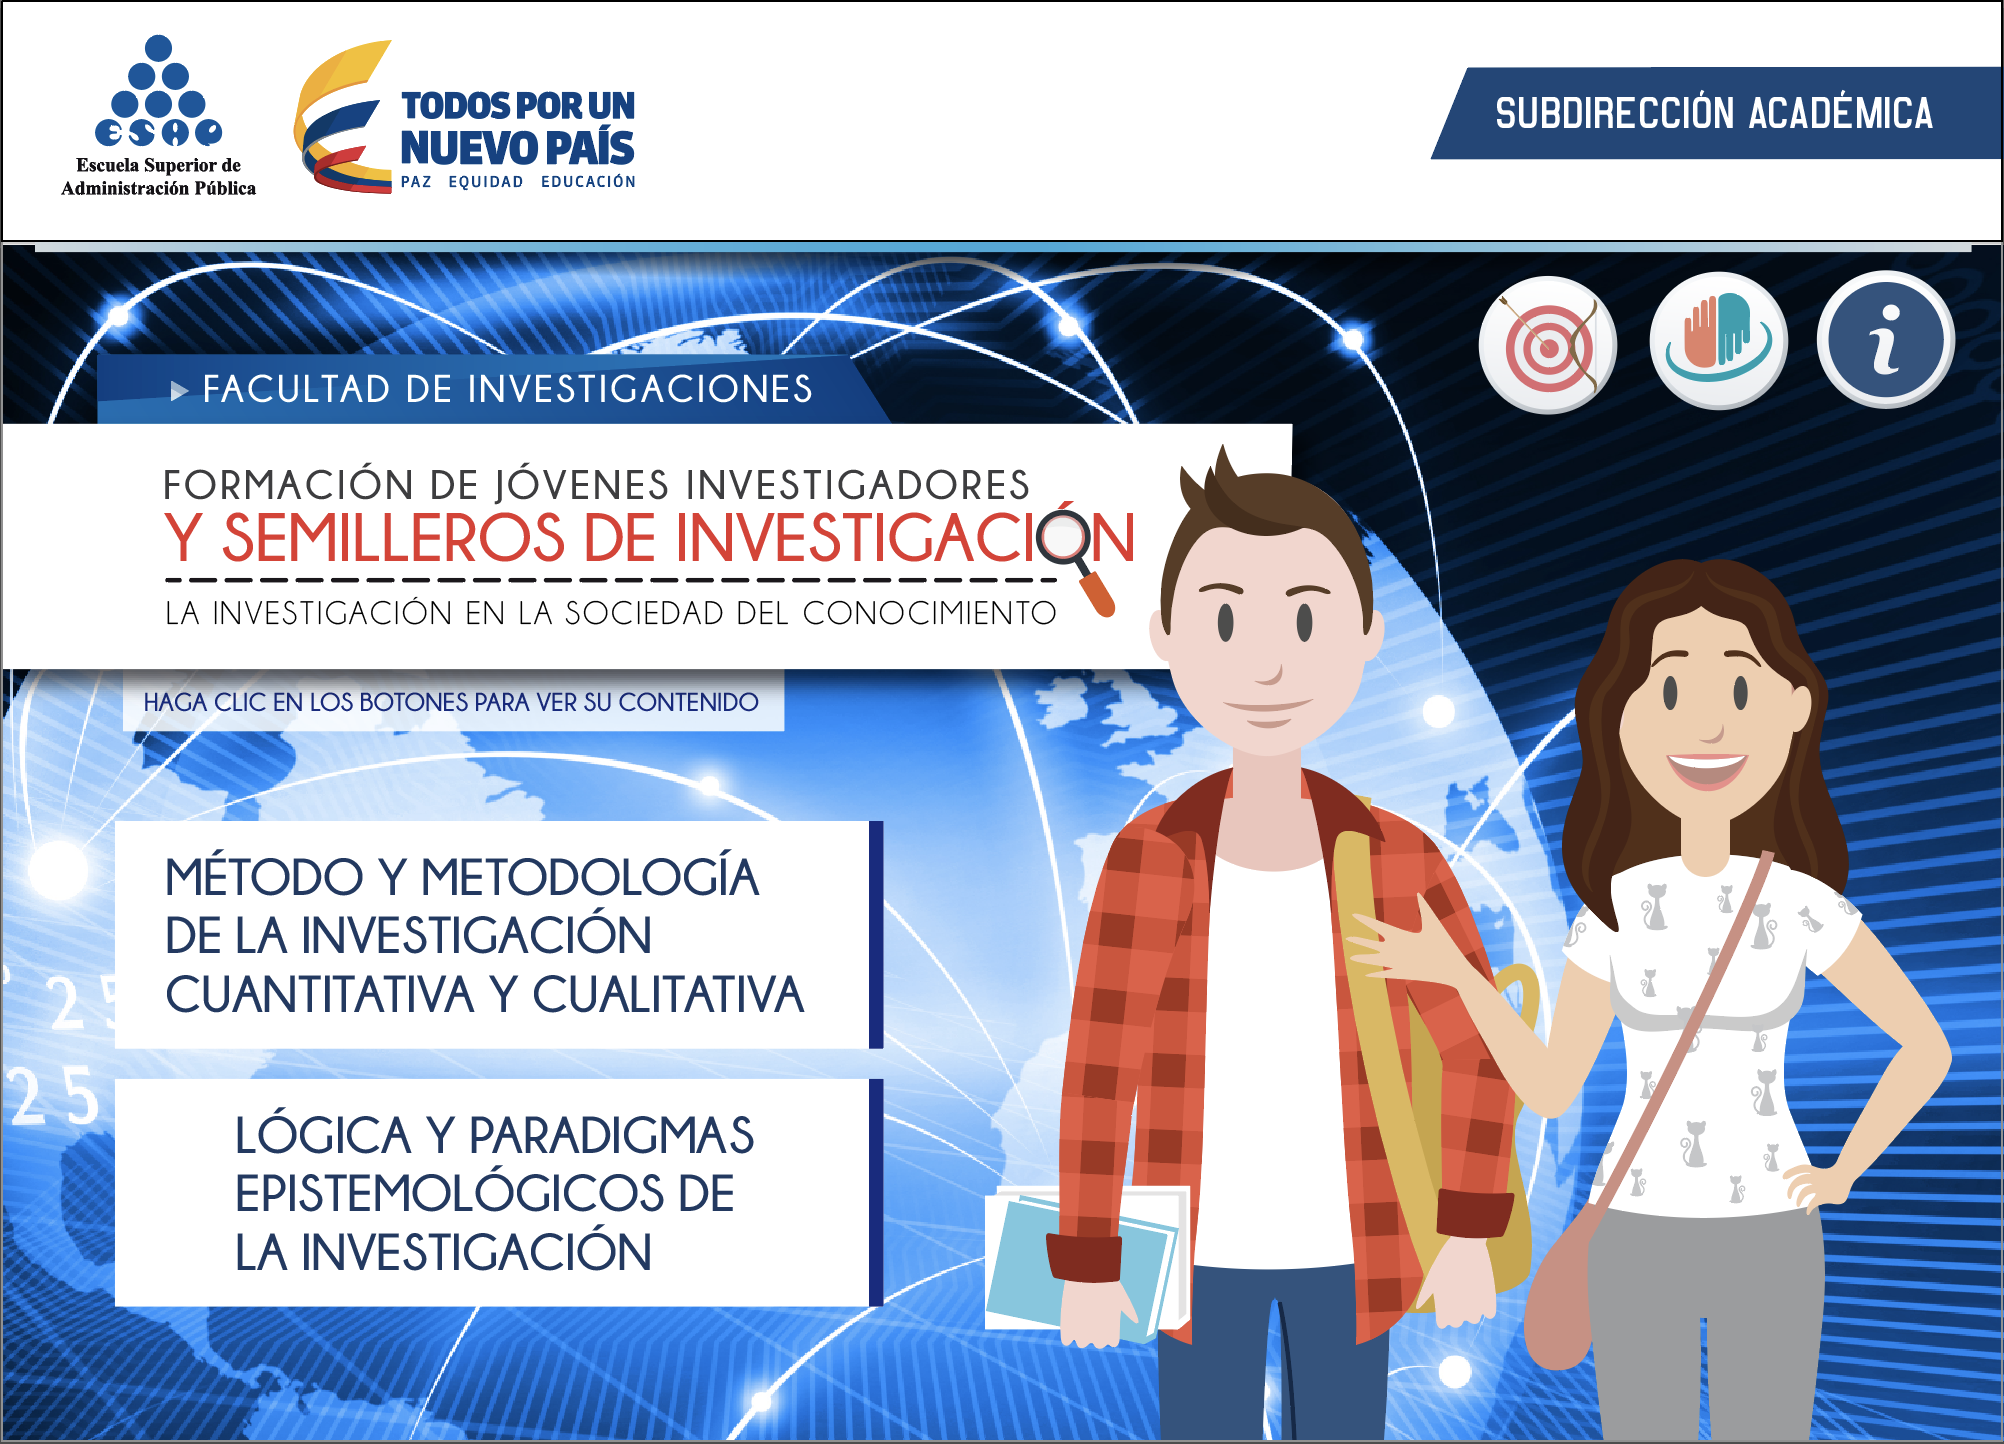 ESAP
Escuela Superior de
Administración Pública
TODOS POR UN
NUEVO PAÍS
PAZ EQUIDAD EDUCACIÓN
SUBDIRECCIÓN ACADÉMICA
i
FACULTAD DE INVESTIGACIONES
FORMACIÓN DE JÓVENES INVESTIGADORES
Y SEMILLEROS DE INVESTIGACIÓN
LA INVESTIGACIÓN EN LA SOCIEDAD DEL CONOCIMIENTO
HAGA CLIC EN LOS BOTONES PARA VER SU CONTENIDO
MÉTODO Y METODOLOGÍA
DE LA INVESTIGACIÓN
CUANTITATIVA Y CUALITATIVA
25
25
LÓGICA Y PARADIGMAS
EPISTEMOLÓGICOS DE
LA INVESTIGACIÓN